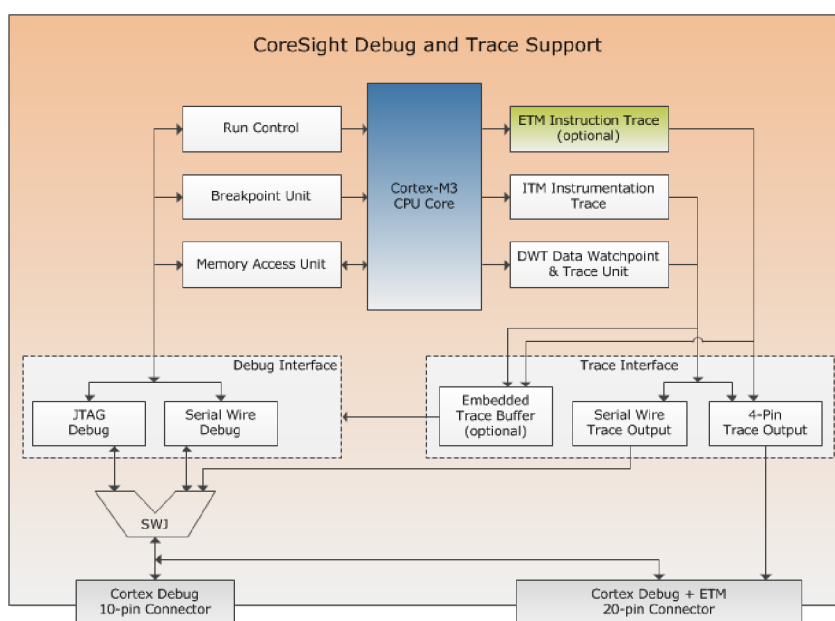 CoreSight Debug and Trace Support
Run Control
Breakpoint Unit
Memory Access Unit
Cortex-M3
CPU Core
ETM Instruction Trace
(optional)
ITM Instrumentation
Trace
DWT Data Watchpoint
& Trace Unit
Debug Interface
JTAG
Debug
Serial Wire
Debug
Trace Interface
Embedded
Trace Buffer
(optional)
Serial Wire
Trace Output
4-Pin
Trace Output
SWJ
Cortex Debug
10-pin Connector
Cortex Debug + ETM
20-pin Connector